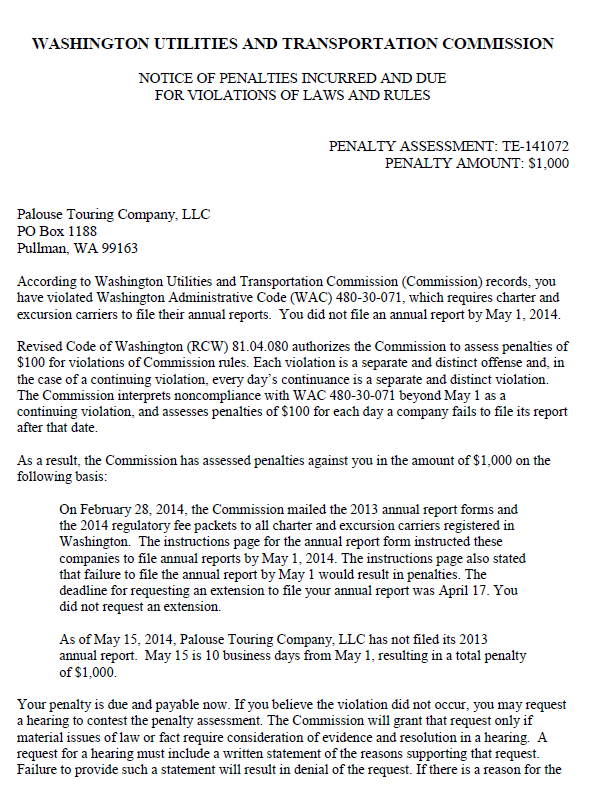 WASHINGTON UTILITIES AND TRANSPORTATION COMMISSION
NOTICE OF PENALTIES INCURRED AND DUE
FOR VIOLATIONS OF LAWS AND RULES
PENALTY ASSESSMENT: TE-141072
PENALTY AMOUNT: $1,000
Palouse Touring Company, LLC
PO Box 1188
Pullman, WA 99163
According to Washington Utilities and Transportation Commission (Commission) records, you
have violated Washington Administrative Code (WAC) 480-30-071, which requires charter and
excursion carriers to file their annual reports.  You did not file an annual report by May 1, 2014.
Revised Code of Washington (RCW) 81.04.080 authorizes the Commission to assess penalties of
$100 for violations of Commission rules. Each violation is a separate and distinct offense and, in
the case of a continuing violation, every day's continuance is a separate and distinct violation.
The Commission interprets noncompliance with WAC 480-30-071 beyond May 1 as a
continuing violation, and assesses penalties of $100 for each day a company fails to file its report
after that date.
As a result, the Commission has assessed penalties against you in the amount of $1,000 on the
following basis:
On February 28, 2014, the Commission mailed the 2013 annual report forms and
the 2014 regulatory fee packets to all charter and excursion carriers registered in
Washington.  The instructions page for the annual report form instructed these
companies to file annual reports by May 1, 2014. The instructions page also stated
that failure to file the annual report by May 1 would result in penalties. The
deadline for requesting an extension to file your annual report was April 17. You
did not request an extension.
As of May 15, 2014, Palouse Touring Company, LLC has not filed its 2013
annual report.  May 15 is 10 business days from May 1, resulting in a total penalty
of $1,000.
Your penalty is due and payable now. If you believe the violation did not occur, you may request
a hearing to contest the penalty assessment. The Commission will grant that request only if
material issues of law or fact require consideration of evidence and resolution in a hearing.  A
request for a hearing must include a written statement of the reasons supporting that request.
Failure to provide such a statement will result in denial of the request. If there is a reason for the